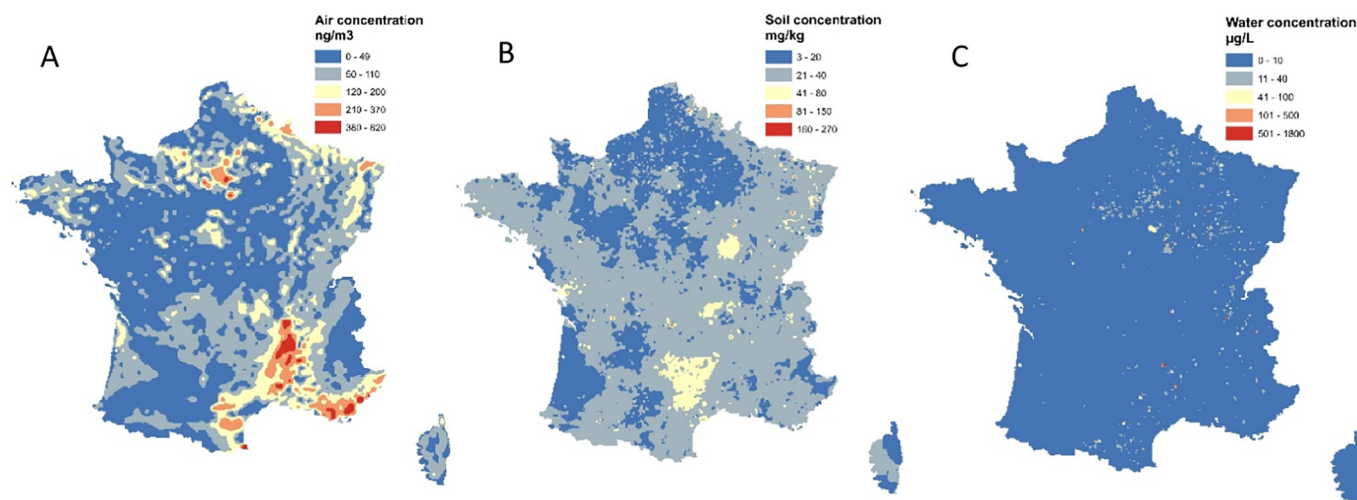 A
Air concentration
ng/m3
0 - 49
50 - 110
120 - 200
210 - 370
380 - 820
B
Soil concentration
mg/kg
3 - 20
21 - 40
41 - 80
81 - 150
160 - 270
C
Water concentration
µg/L
0 - 10
11 - 40
41 - 100
101 - 500
501 - 1800